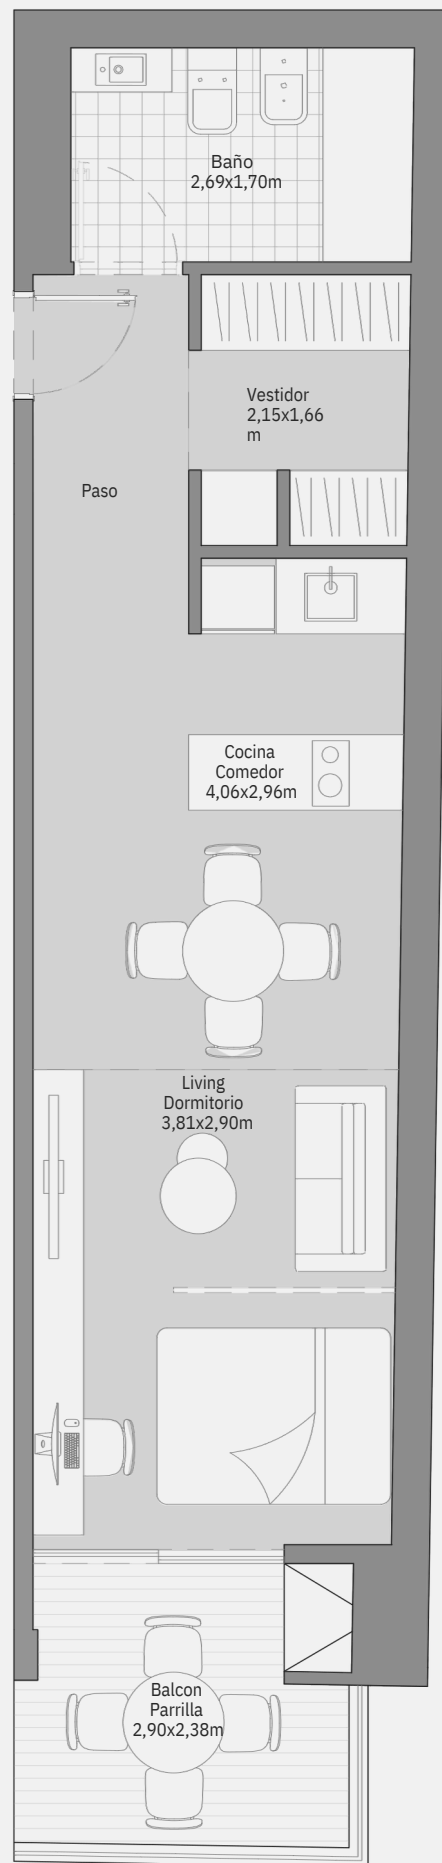 Baño
2,69x1,70m
Vestidor
2,15x1,66
m
Paso
Cocina
Comedor
4,06x2,96m
Living
Dormitorio
3,81x2,90m
Balcon
Parrilla
2,90x2,38m